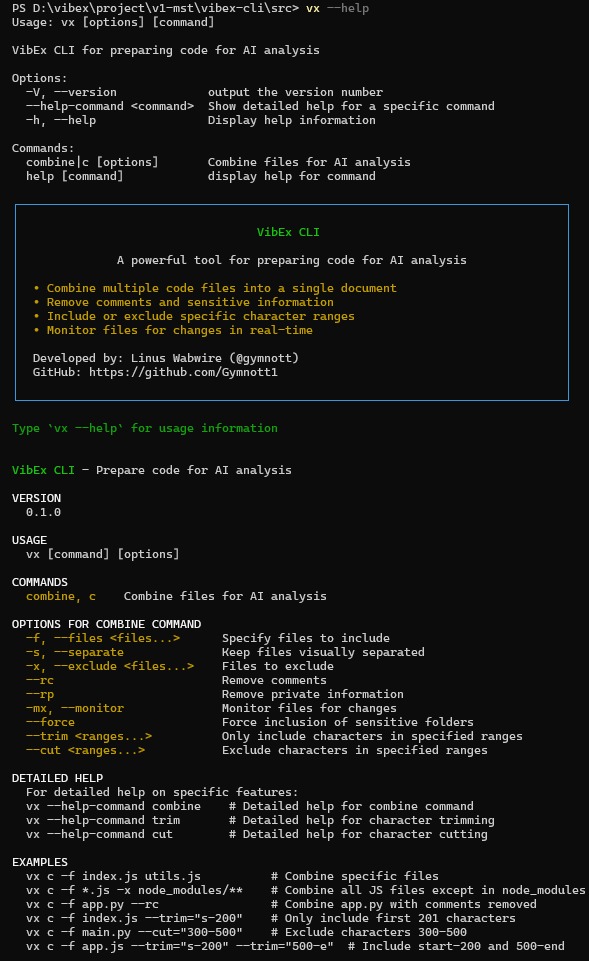 PS D:\vibex\project\v1-mst\vibex-cli\src> vx --help
Usage: vx [options] [command]
VibEx CLI for preparing code for AI analysis
Options:
-V, --version output the version number
--help-command <command> Show detailed help for a specific command
-h, --help Display help information
Commands:
combine|c [options] Combine files for AI analysis
help [command] display help for command
VibEx CLI
A powerful tool for preparing code for AI analysis
• Combine multiple code files into a single document
• Remove comments and sensitive information
• Include or exclude specific character ranges
• Monitor files for changes in real-time
Developed by: Linus Wabwire (@gymnott)
GitHub: https://github.com/Gymnott1
Type `vx --help` for usage information
VibEx CLI - Prepare code for AI analysis
VERSION
0.1.0
USAGE
vx [command] [options]
COMMANDS
combine, c Combine files for AI analysis
OPTIONS FOR COMBINE COMMAND
-f, --files <files...> Specify files to include
-s, --separate Keep files visually separated
-x, --exclude <files...> Files to exclude
--rc Remove comments
--rp Remove private information
-mx, --monitor Monitor files for changes
--force Force inclusion of sensitive folders
--trim <ranges...> Only include characters in specified ranges
--cut <ranges...> Exclude characters in specified ranges
DETAILED HELP
For detailed help on specific features:
vx --help-command combine # Detailed help for combine command
vx --help-command trim # Detailed help for character trimming
vx --help-command cut # Detailed help for character cutting
EXAMPLES
vx c -f index.js utils.js # Combine specific files
vx c -f *.js -x node_modules/** # Combine all JS files except in node_modules
vx c -f app.py --rc # Combine app.py with comments removed
vx c -f index.js --trim="s-200" # Only include first 201 characters
vx c -f main.py --cut="300-500" # Exclude characters 300-500
vx c -f app.js --trim="s-200" --trim="500-e" # Include start-200 and 500-end